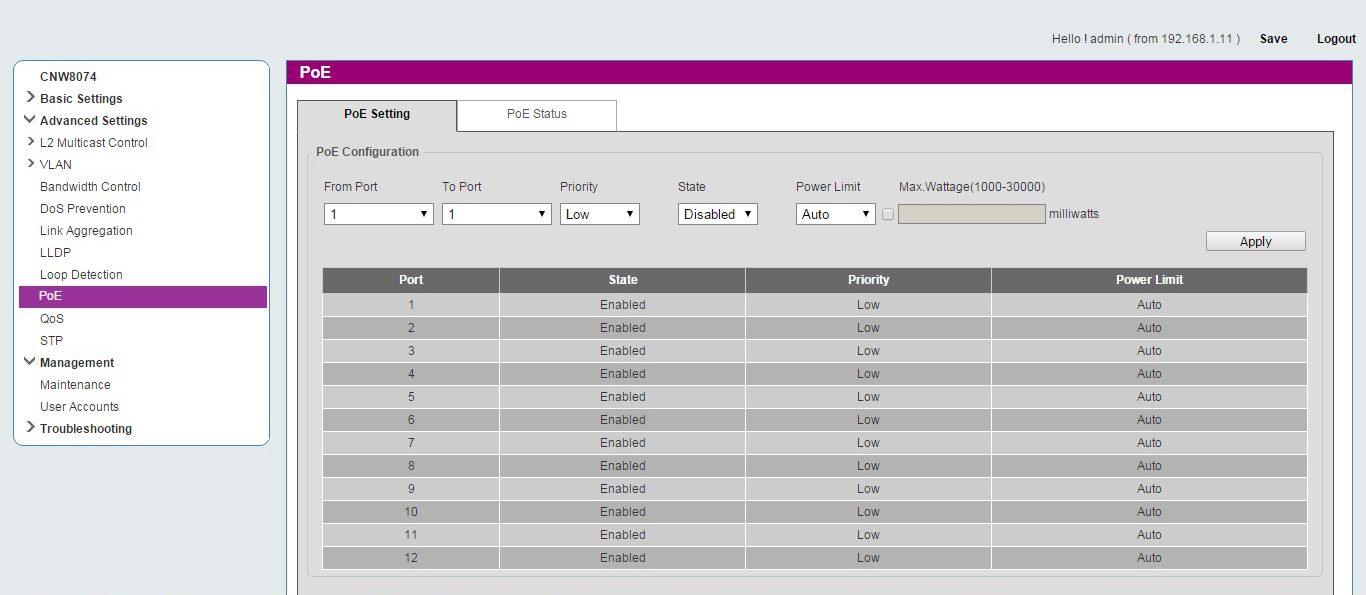 Hello ! admin ( from 192.168.1.11 ) Save Logout
CNW8074
Basic Settings
Advanced Settings
L2 Multicast Control
VLAN
Bandwidth Control
DoS Prevention
Link Aggregation
LLDP
Loop Detection
PoE
QoS
STP
Management
Maintenance
User Accounts
Troubleshooting
PoE
PoE Setting PoE Status
PoE Configuration
From Port To Port Priority State Power Limit Max.Wattage(1000-30000)
1 1 Low Disabled Auto milliwatts
Apply
Port State Priority Power Limit
1 Enabled Low Auto
2 Enabled Low Auto
3 Enabled Low Auto
4 Enabled Low Auto
5 Enabled Low Auto
6 Enabled Low Auto
7 Enabled Low Auto
8 Enabled Low Auto
9 Enabled Low Auto
10 Enabled Low Auto
11 Enabled Low Auto
12 Enabled Low Auto